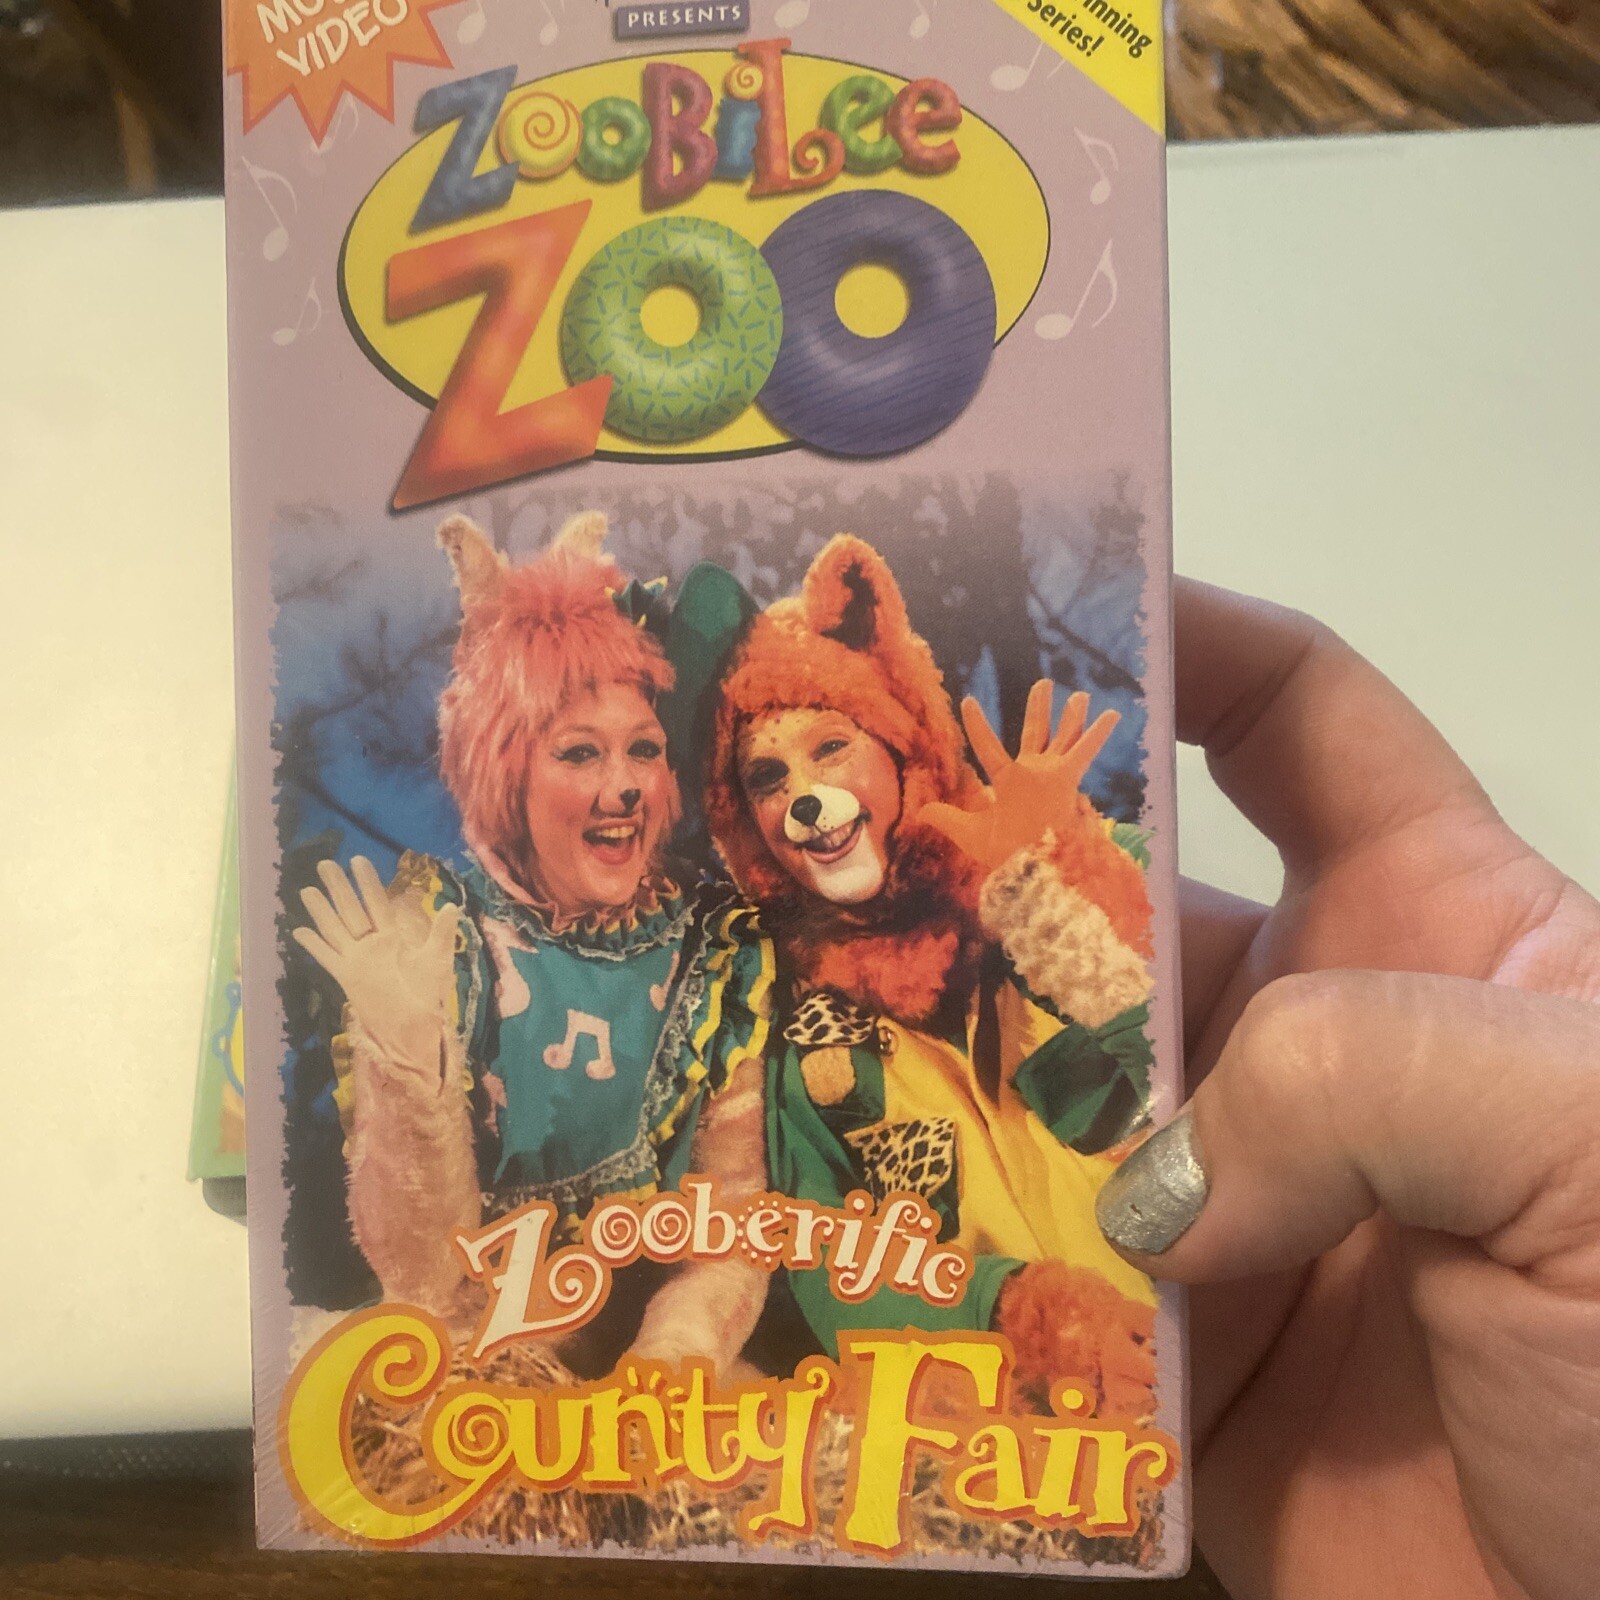 VIDEO
PRESENTS
Series!
ZOOBiLee
ZOO
Zooberific
County Fair